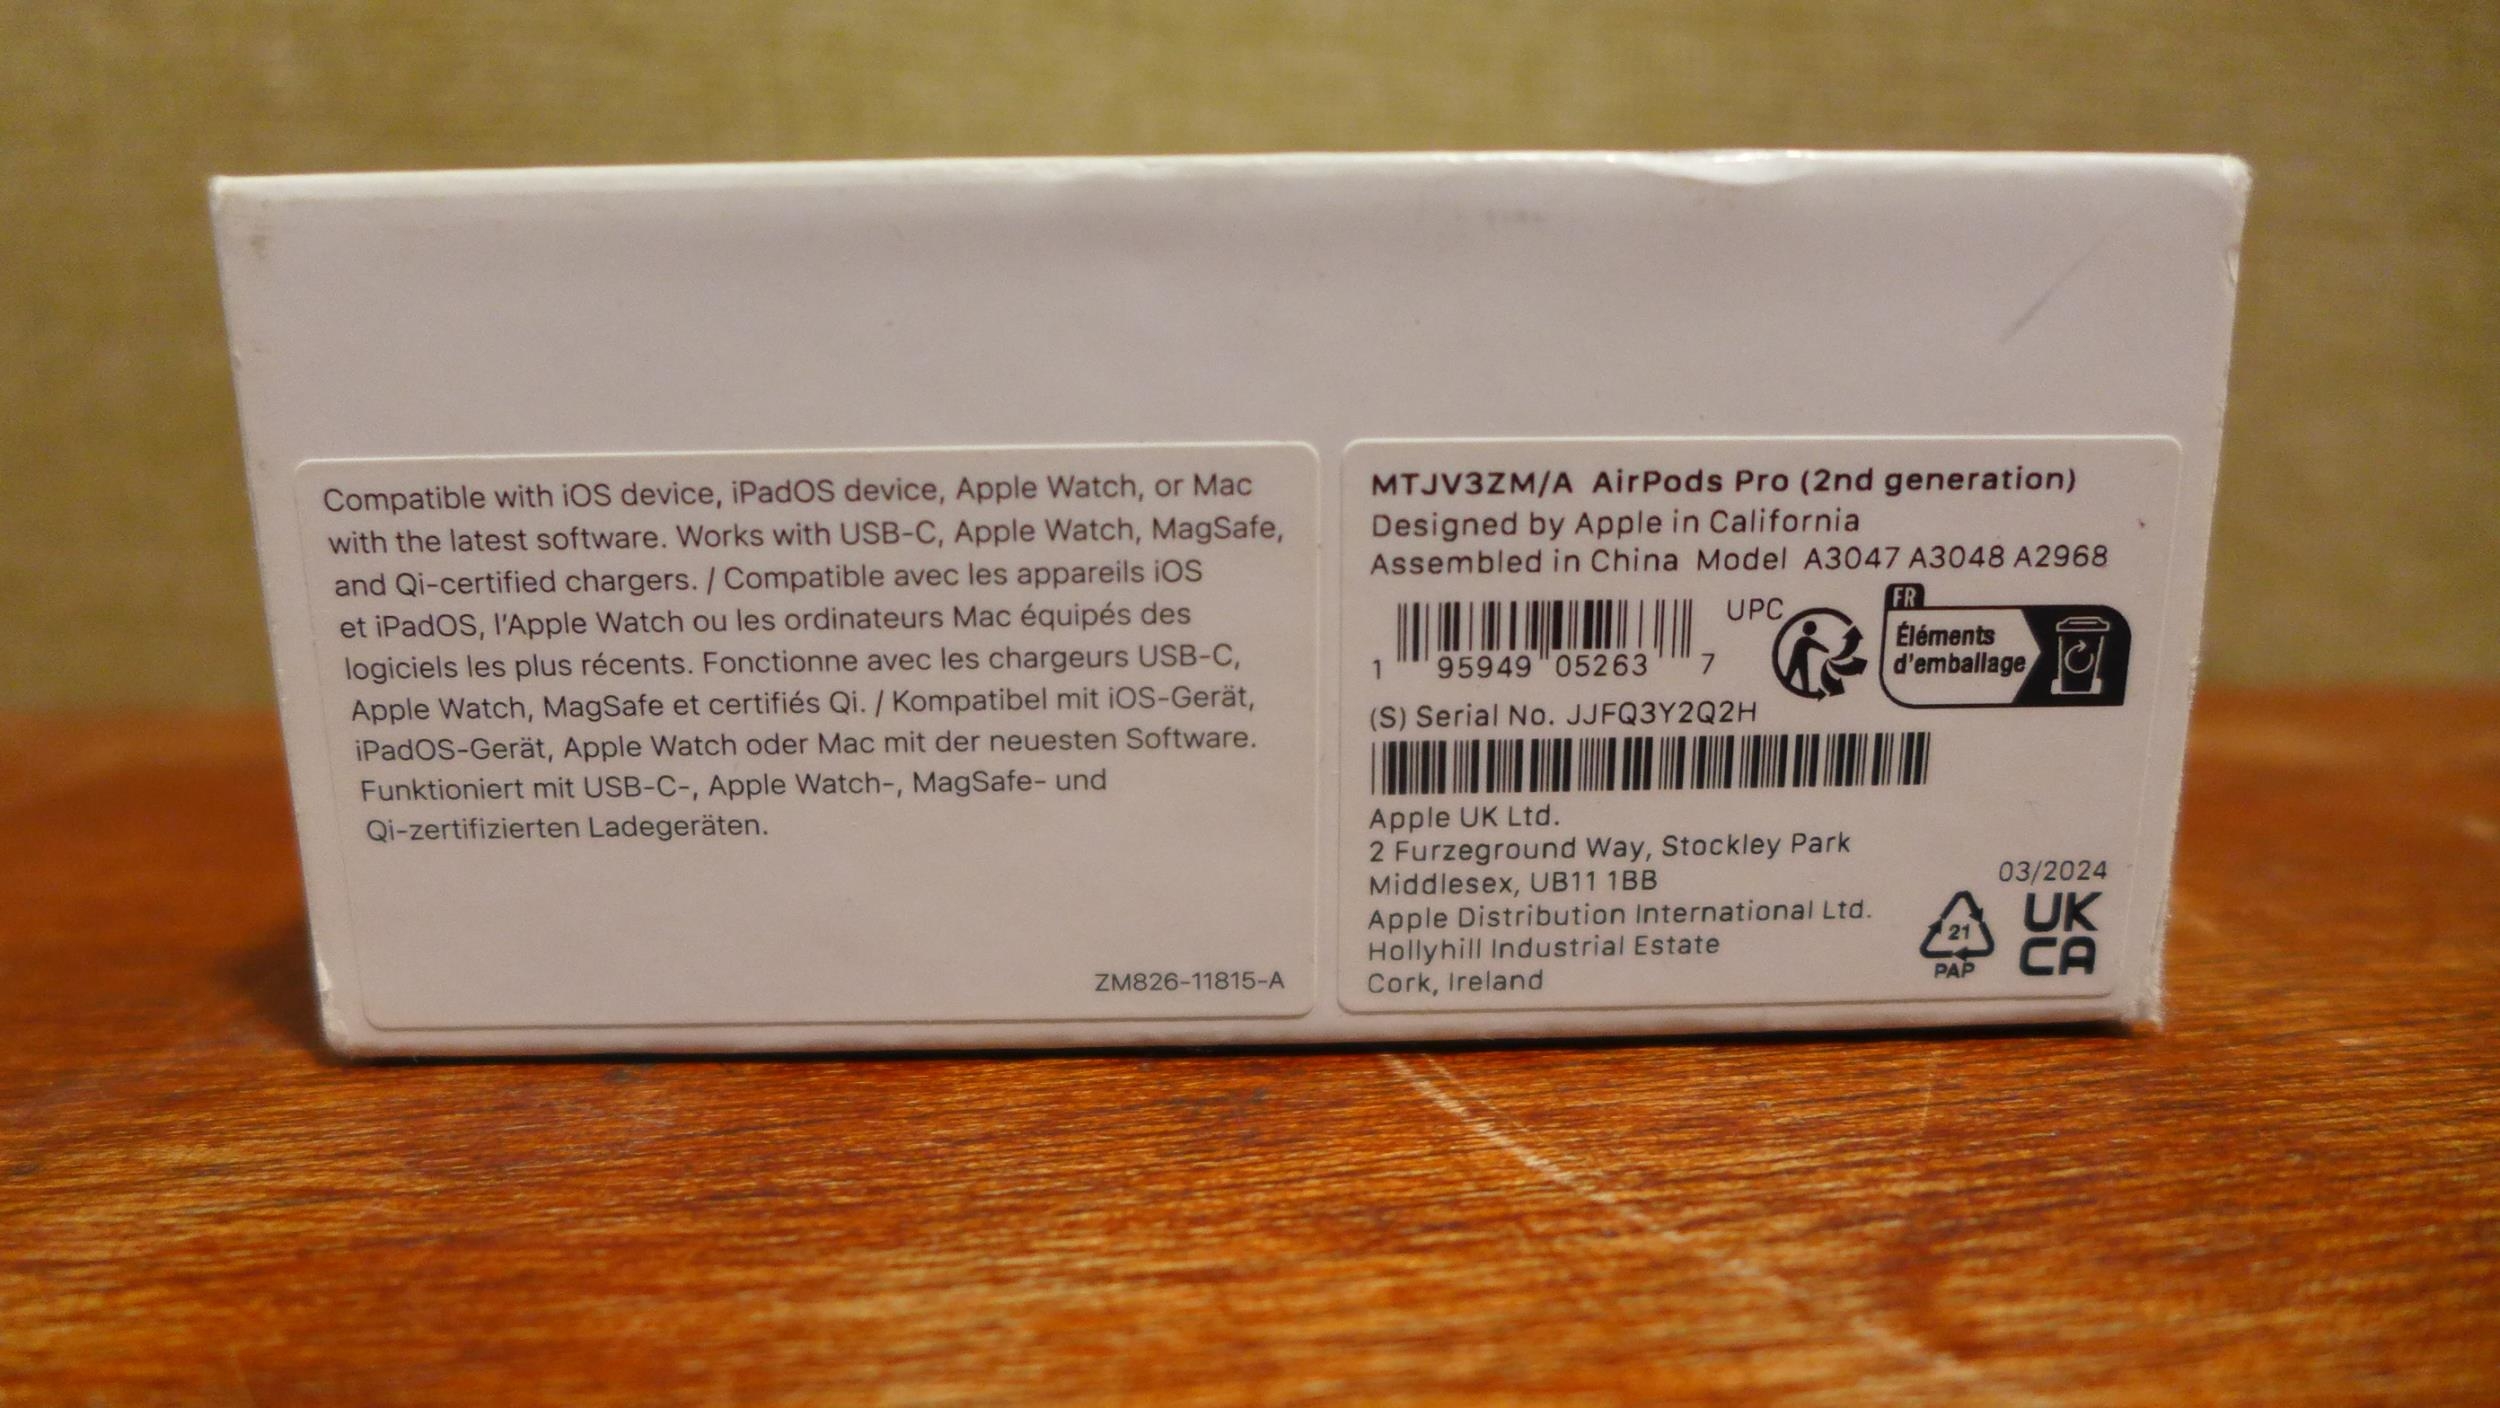 Compatible with iOS device, iPadOS device, Apple Watch, or Mac
with the latest software. Works with USB-C, Apple Watch, MagSafe,
and Qi-certified chargers. / Compatible avec les appareils iOS
et iPadOS, l'Apple Watch ou les ordinateurs Mac équipés des
logiciels les plus récents. Fonctionne avec les chargeurs USB-C,
Apple Watch, MagSafe et certifiés Qi. / Kompatibel mit iOS-Gerät,
iPadOS-Gerät, Apple Watch oder Mac mit der neuesten Software.
Funktioniert mit USB-C-, Apple Watch-, MagSafe- und
Qi-zertifizierten Ladegeräten.
ZM826-11815-A
MTJV3ZM/A AirPods Pro (2nd generation)
Designed by Apple in California
Assembled in China Model A3047 A3048 A2968
UPC
1 95949 05263 7
FR
Éléments
d'emballage
(S) Serial No. JJFQ3Y2Q2H
Apple UK Ltd.
2 Furzeground Way, Stockley Park
Middlesex, UB11 1BB
Apple Distribution International Ltd.
Hollyhill Industrial Estate
Cork, Ireland
03/2024
21
PAP
UK
CA